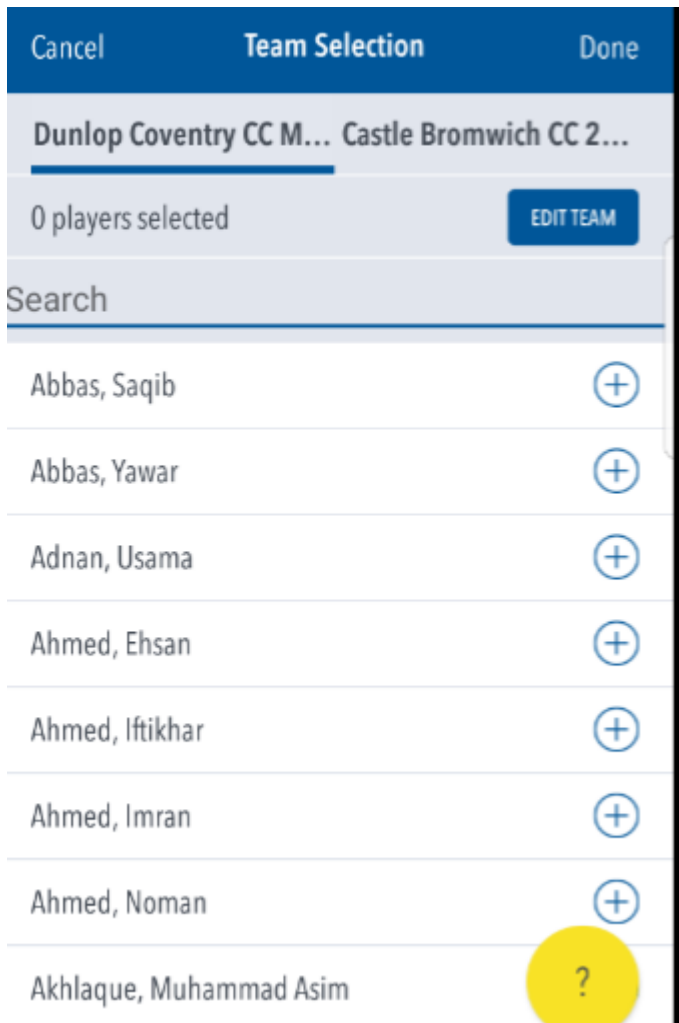 Cancel Team Selection Done
Dunlop Coventry CC M... Castle Bromwich CC 2...
0 players selected EDIT TEAM
Search
Abbas, Saqib
Abbas, Yawar
Adnan, Usama
Ahmed, Ehsan
Ahmed, Iftikhar
Ahmed, Imran
Ahmed, Noman
Akhlaque, Muhammad Asim ?